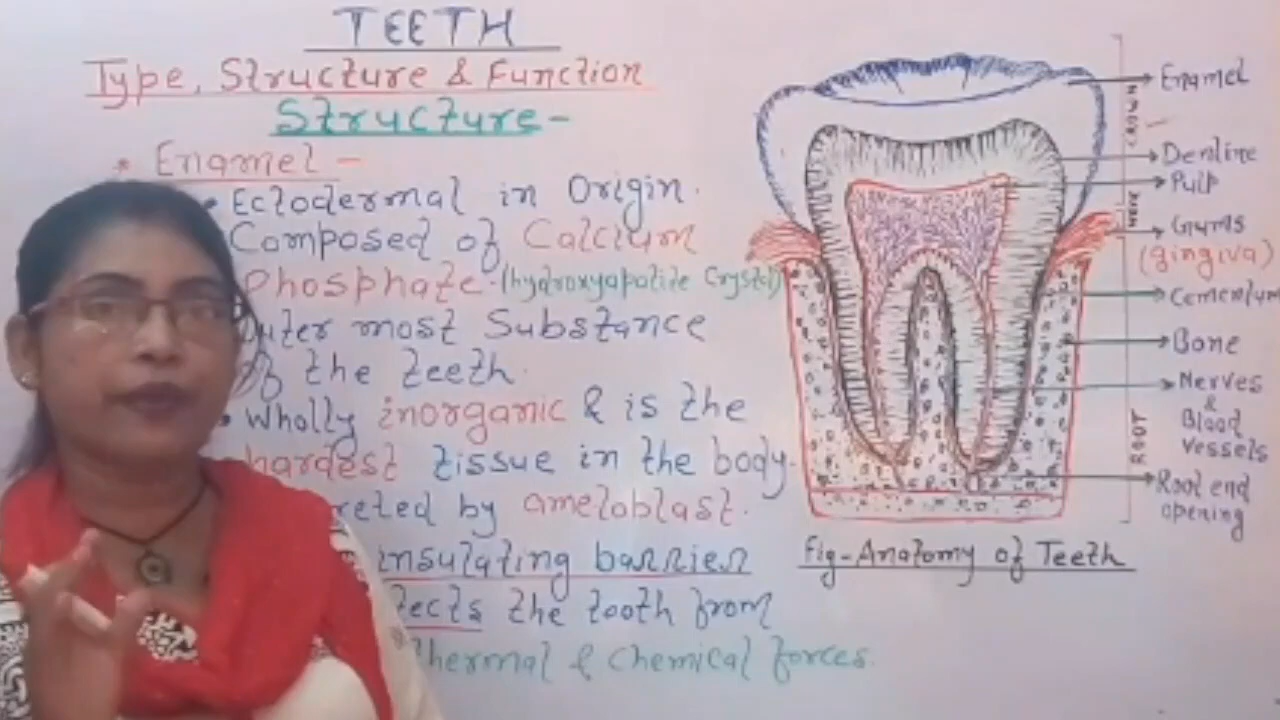 TEETH
Type, Structure & Function
Structure-
* Enamel -
• Ectodermal in Origin.
Composed of Calcium
Phosphate. (hydroxyapatite Crystel)
Outer most Substance
Of the teeth.
• Wholly inorganic & is the
hardest tissue in the body.
reted by ameloblast.
insulating barrier
tects the tooth from
thermal & chemical forces.
Enamel
Dentine
Pulp
Gums
(gingiva)
Cementum
Bone
Nerves
&
Blood
Vessels
Root end
opening
CROWN
NECK
ROOT
Fig-Anatomy of Teeth